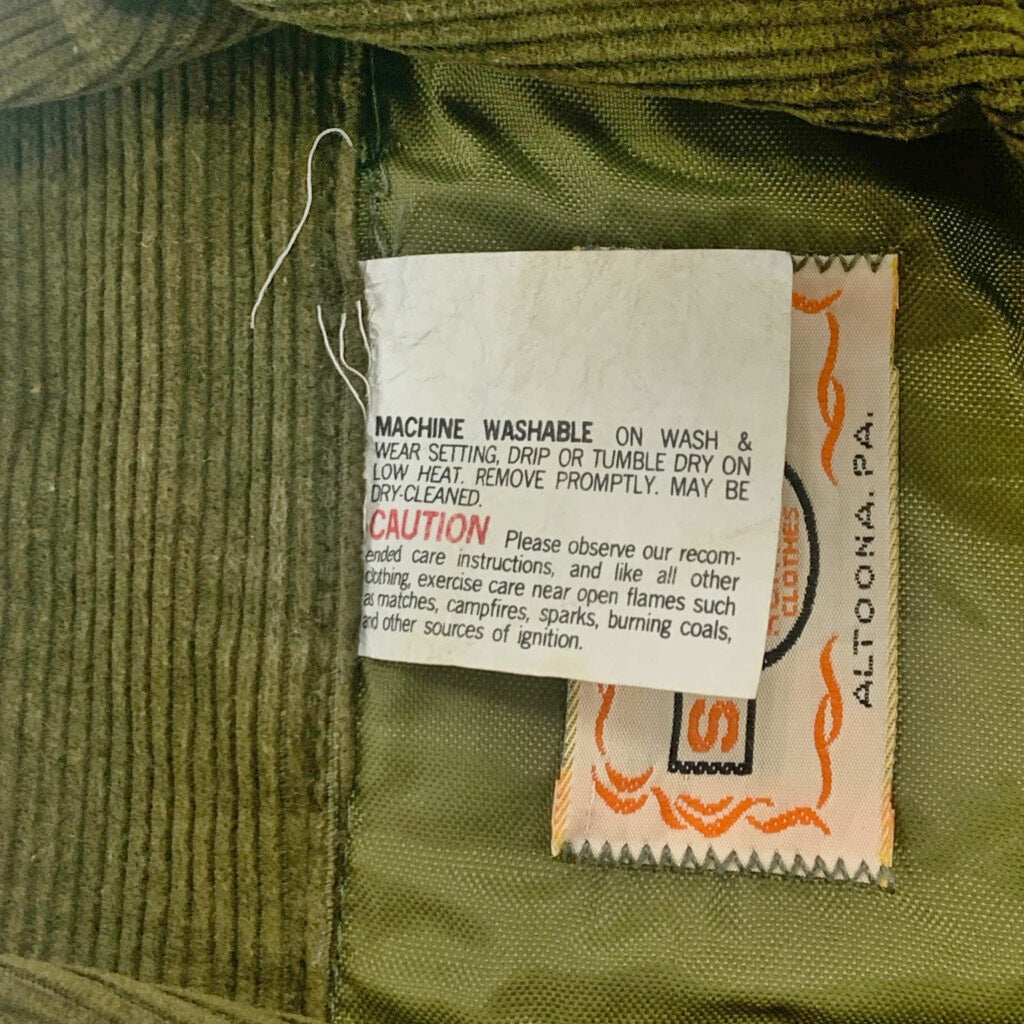 MACHINE WASHABLE ON WASH &
WEAR SETTING, DRIP OR TUMBLE DRY ON
LOW HEAT. REMOVE PROMPTLY. MAY BE
DRY-CLEANED.
CAUTION Please observe our recom-
ended care instructions, and like all other
clothing, exercise care near open flames such
as matches, campfires, sparks, burning coals,
and other sources of ignition.
CLOTHES
S
ALTOONA. PA.